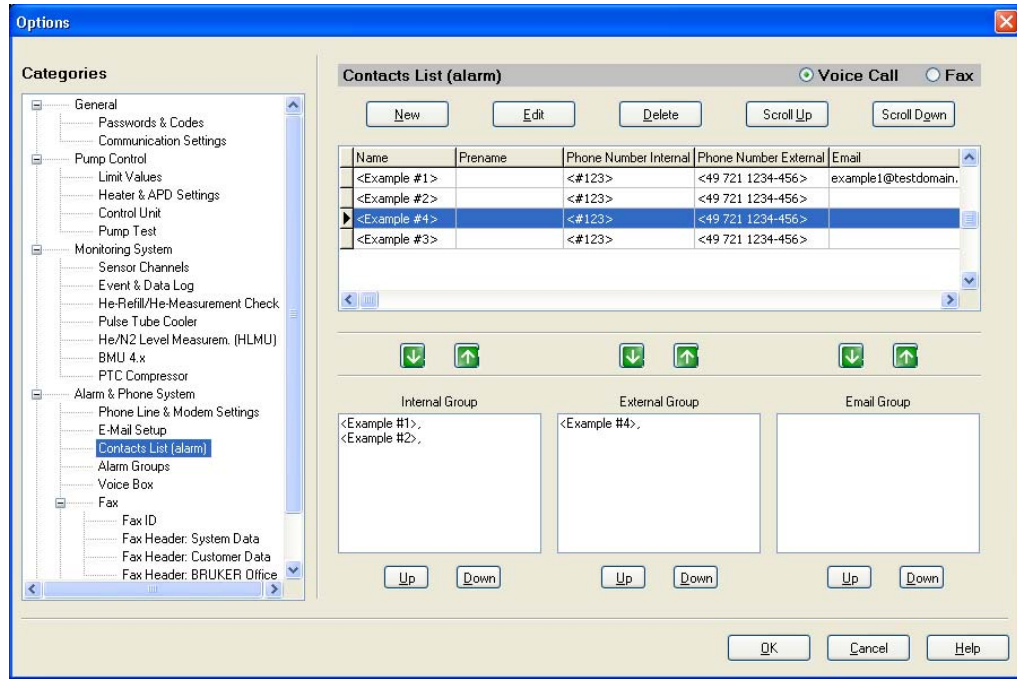 Options
Categories
General
Passwords & Codes
Communication Settings
Pump Control
Limit Values
Heater & APD Settings
Control Unit
Pump Test
Monitoring System
Sensor Channels
Event & Data Log
He-Refill/He-Measurement Check
Pulse Tube Cooler
He/N2 Level Measurem. (HLMU)
BMU 4.x
PTC Compressor
Alarm & Phone System
Phone Line & Modem Settings
E-Mail Setup
Contacts List (alarm)
Alarm Groups
Voice Box
Fax
Fax ID
Fax Header: System Data
Fax Header: Customer Data
Fax Header: BRUKER Office
Contacts List (alarm) Voice Call Fax
New Edit Delete Scroll Up Scroll Down
Name Prename Phone Number Internal Phone Number External Email
<Example #1> <#123> <49 721 1234-456> example1@testdomain.
<Example #2> <#123> <49 721 1234-456>
<Example #4> <#123> <49 721 1234-456>
<Example #3> <#123> <49 721 1234-456>
Internal Group External Group Email Group
<Example #1>, <Example #4>,
<Example #2>,
Up Down Up Down Up Down
OK Cancel Help